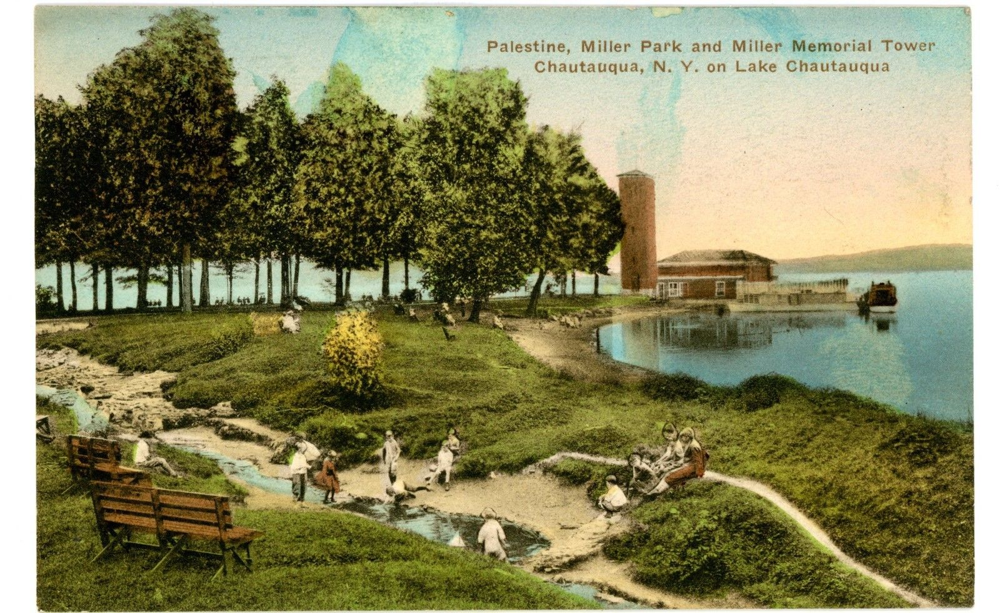 Palestine, Miller Park and Miller Memorial Tower
Chautauqua, N. Y. on Lake Chautauqua